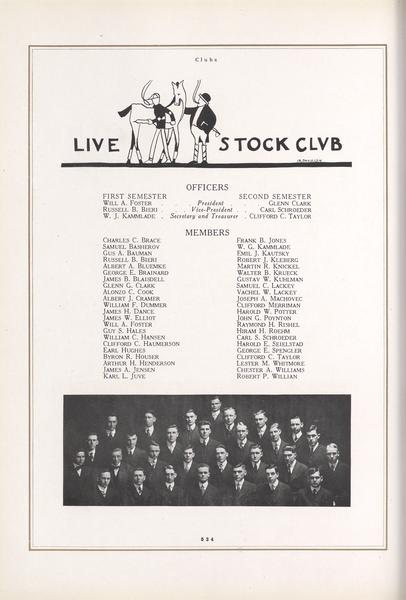 Clubs
LIVE STOCK CLVB
OFFICERS
FIRST SEMESTER SECOND SEMESTER
WILL A. FOSTER . President . GLENN CLARK
RUSSELL B. BIERI . Vice-President . CARL SCHROEDER
W. J. KAMMLADE . Secretary and Treasurer . CLIFFORD C. TAYLOR
MEMBERS
CHARLES C. BRACE
SAMUEL BASHEROV
GUS A. BAUMAN
RUSSELL B. BIERI
ALBERT A. BLUEMKE
GEORGE E. BRAINARD
JAMES B. BLAISDELL
GLENN G. CLARK
ALONZO C. COOK
ALBERT J. CRAMER
WILLIAM F. DUMMER
JAMES H. DANCE
JAMES W. ELLIOT
WILL A. FOSTER
GUY S. HALES
WILLIAM C. HANSEN
CLIFFORD C. HAUMERSON
EARL HUGHES
BYRON R. HOUSER
ARTHUR H. HENDERSON
JAMES A. JENSEN
KARL L. JUVE
FRANK B. JONES
W. G. KAMMLADE
EMIL J. KAUTSKY
ROBERT J. KLEBERG
MARTIN R. KNICKEL
WALTER B. KRUECK
GUSTAV W. KUHLMAN
SAMUEL C. LACKEY
VACHEL W. LACKEY
JOSEPH A. MACHOVEC
CLIFFORD MERRIMAN
HAROLD W. POTTER
JOHN G. POYNTON
RAYMOND H. RISHEL
HIRAM H. ROEHM
CARL S. SCHROEDER
HAROLD E. SEIELSTAD
GEORGE E. SPENGLER
CLIFFORD C. TAYLOR
LESTER M. WHITMORE
CHESTER A. WILLIAMS
ROBERT P. WILLIAN
534